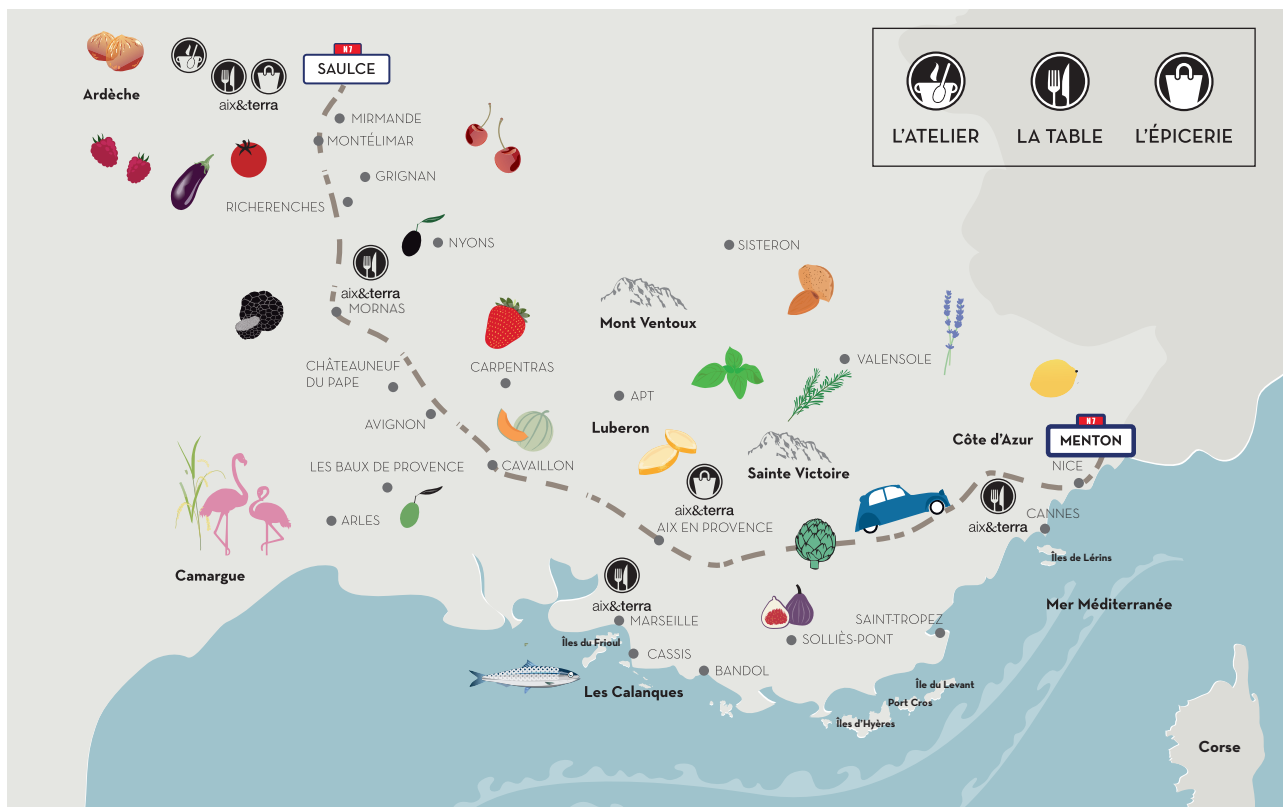 N7
SAULCE
Ardèche
aix&terra
MIRMANDE
MONTÉLIMAR
GRIGNAN
RICHERENCHES
NYONS
SISTERON
aix&terra
MORNAS
Mont Ventoux
CHÂTEAUNEUF
DU PAPE
CARPENTRAS
VALENSOLE
APT
AVIGNON
Luberon
Côte d'Azur
N7
MENTON
LES BAUX DE PROVENCE
CAVAILLON
Sainte Victoire
NICE
aix&terra
ARLES
AIX EN PROVENCE
aix&terra
CANNES
Îles de Lérins
Camargue
aix&terra
MARSEILLE
Mer Méditerranée
SAINT-TROPEZ
SOLLIÈS-PONT
Îles du Frioul
CASSIS
BANDOL
Les Calanques
Île du Levant
Port Cros
Îles d'Hyères
Corse
L'ATELIER
LA TABLE
L'ÉPICERIE